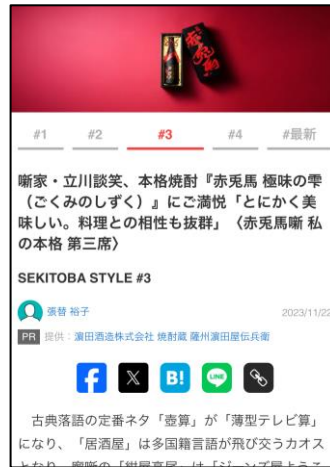 赤兎馬
#1 #2 #3 #4 #最新
噺家・立川談笑、本格焼酎『赤兎馬 極味の雫
（ごくみのしずく）』にご満悦「とにかく美
味しい。料理との相性も抜群」〈赤兎馬噺 私
の本格 第三席〉
SEKITOBA STYLE #3
張替 裕子 2023/11/22
PR 提供：濵田酒造株式会社 焼酎蔵 薩州濵田屋伝兵衛
f X B! LINE
古典落語の定番ネタ「壺算」が「薄型テレビ算」
になり、「居酒屋」は多国籍言語が飛び交うカオス